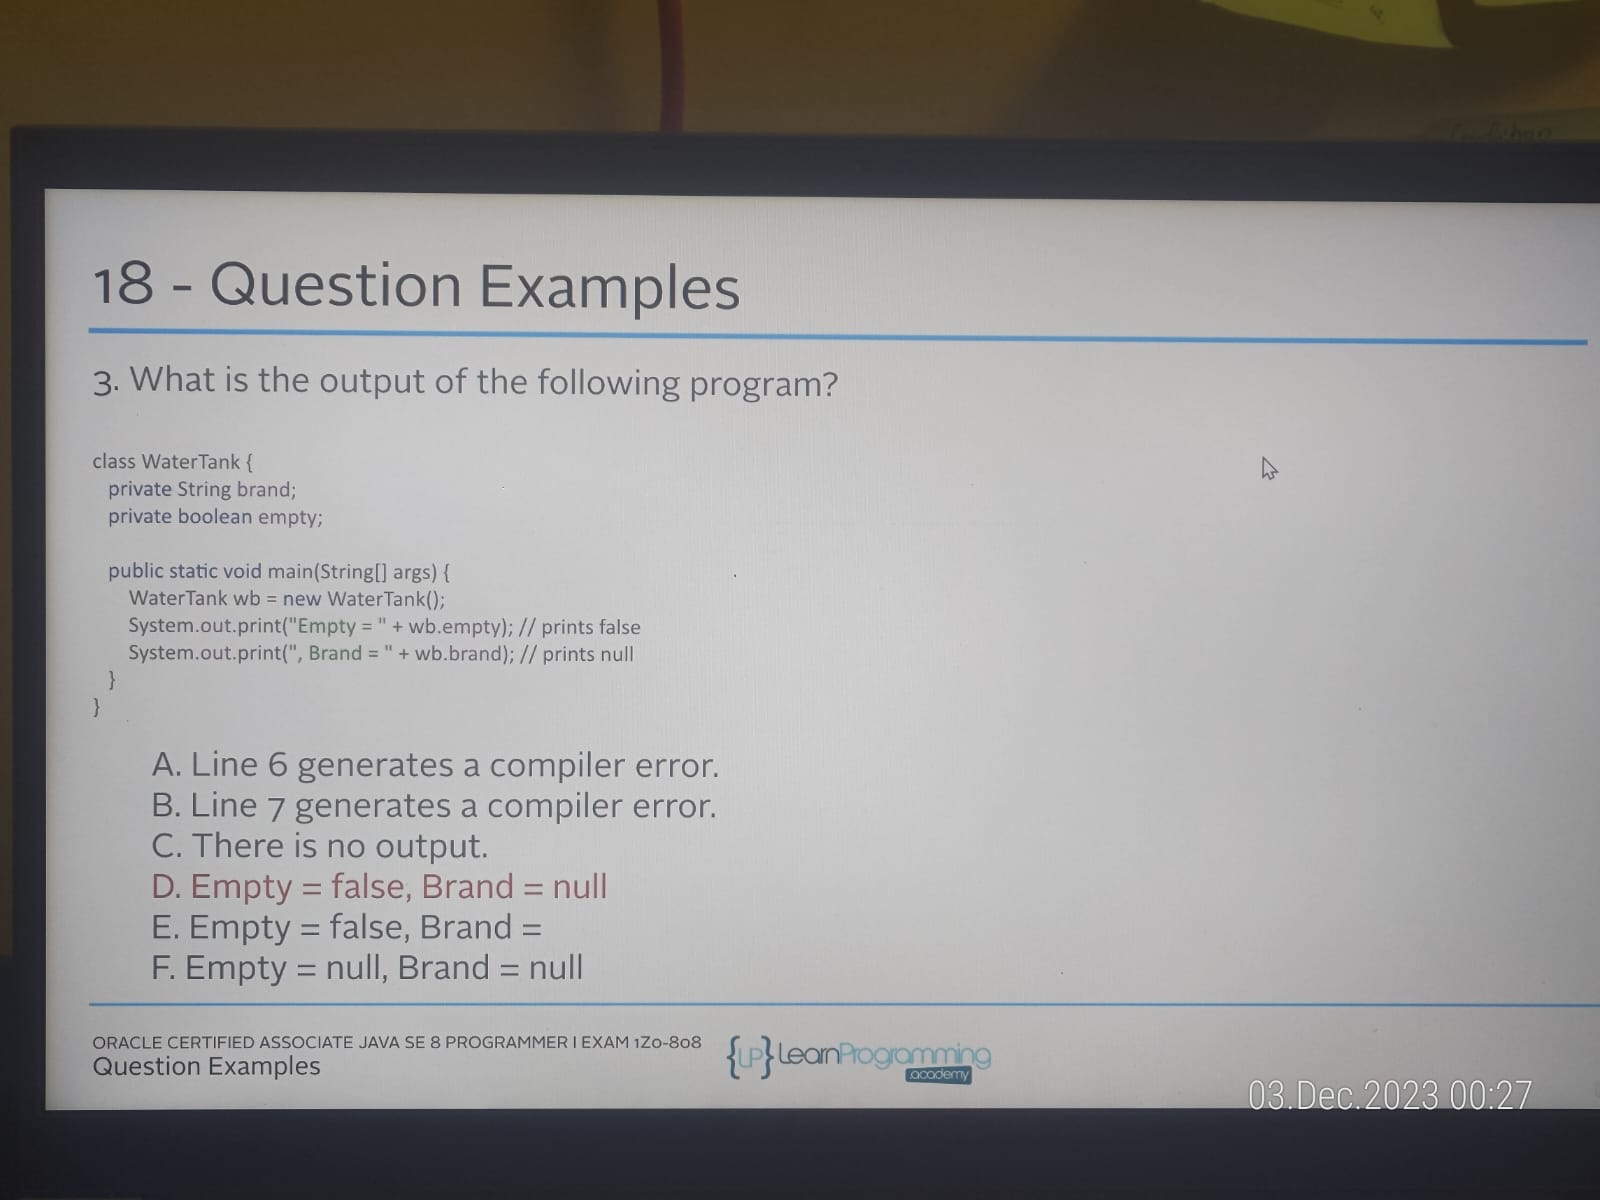 18 - Question Examples
3. What is the output of the following program?
class WaterTank {
private String brand;
private boolean empty;
public static void main(String[] args) {
WaterTank wb = new WaterTank();
System.out.print("Empty = " + wb.empty); // prints false
System.out.print(", Brand = " + wb.brand); // prints null
}
}
A. Line 6 generates a compiler error.
B. Line 7 generates a compiler error.
C. There is no output.
D. Empty = false, Brand = null
E. Empty = false, Brand =
F. Empty = null, Brand = null
ORACLE CERTIFIED ASSOCIATE JAVA SE 8 PROGRAMMER I EXAM 1Z0-808
Question Examples
{LP} LearnProgramming
academy
03.Dec.2023 00:27